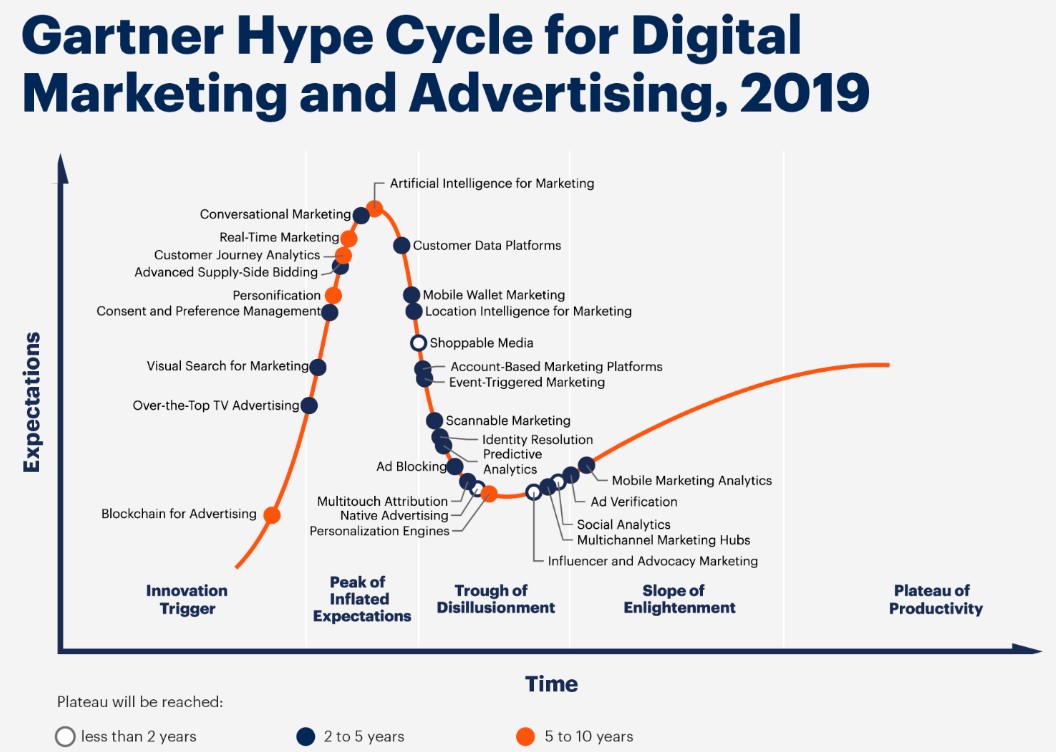 Gartner Hype Cycle for Digital
Marketing and Advertising, 2019
Expectations
Artificial Intelligence for Marketing
Conversational Marketing
Real-Time Marketing
Customer Journey Analytics
Advanced Supply-Side Bidding
Personification
Consent and Preference Management
Visual Search for Marketing
Over-the-Top TV Advertising
Blockchain for Advertising
Customer Data Platforms
Mobile Wallet Marketing
Location Intelligence for Marketing
Shoppable Media
Account-Based Marketing Platforms
Event-Triggered Marketing
Scannable Marketing
Identity Resolution
Predictive
Analytics
Ad Blocking
Multitouch Attribution
Native Advertising
Personalization Engines
Mobile Marketing Analytics
Ad Verification
Social Analytics
Multichannel Marketing Hubs
Influencer and Advocacy Marketing
Innovation
Trigger
Peak of
Inflated
Expectations
Trough of
Disillusionment
Slope of
Enlightenment
Plateau of
Productivity
Time
Plateau will be reached:
less than 2 years
2 to 5 years
5 to 10 years